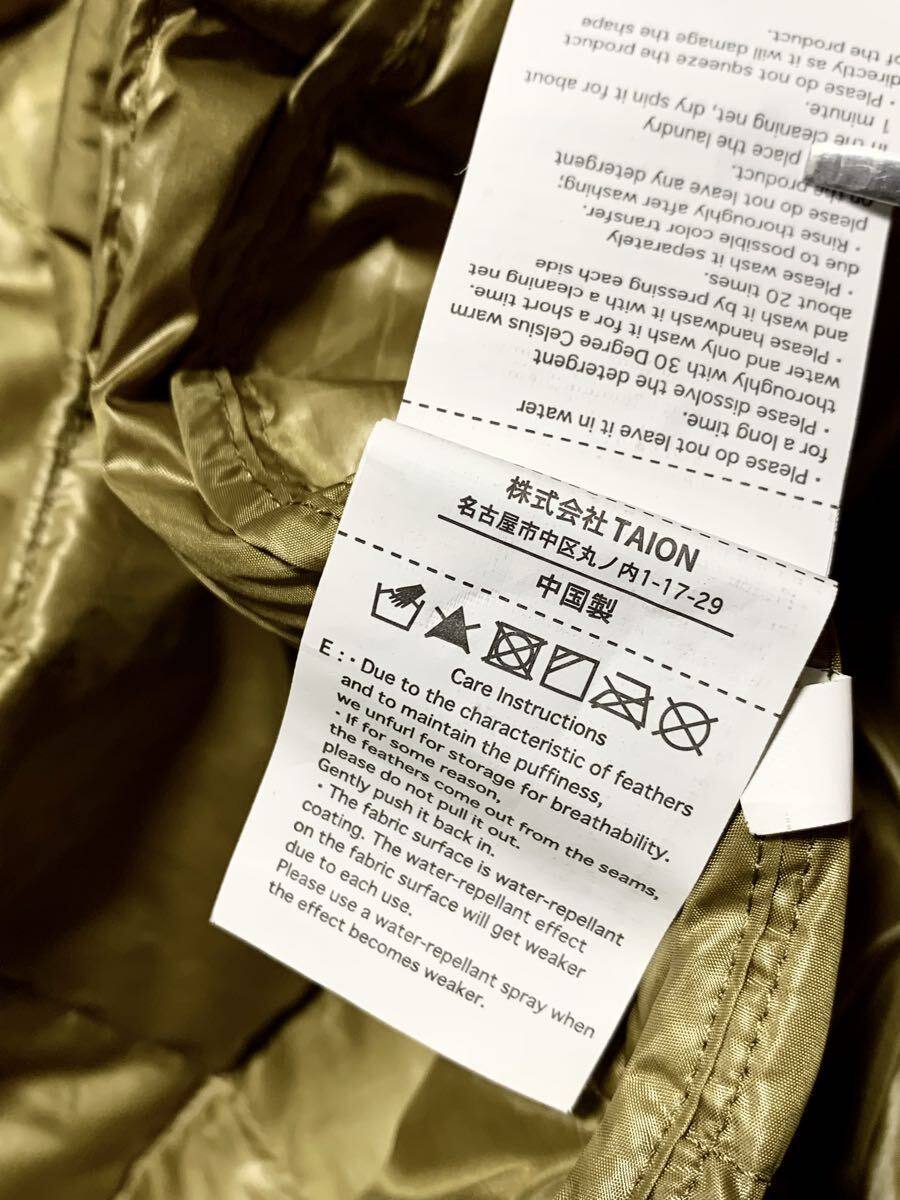 株式会社TAION
名古屋市中区丸ノ内1-17-29
中国製
Care Instructions
E : ・Due to the characteristic of feathers
and to maintain the puffiness,
we unfurl for storage for breathability.
・If for some reason,
the feathers come out from the seams,
please do not pull it out.
Gently push it back in.
・The fabric surface is water-repellant
coating. The water-repellant effect
on the fabric surface will get weaker
due to each use.
Please use a water-repellant spray when
the effect becomes weaker.
・Please do not leave it in water
for a long time.
・Please dissolve the detergent
thoroughly with 30 Degree Celsius warm
water and only wash it for a short time.
・Please handwash it with a cleaning net
and wash it by pressing each side
about 20 times.
・Please wash it separately
due to possible color transfer.
・Rinse thoroughly after washing;
please do not leave any detergent
on the product.
place the laundry
in the cleaning net, dry spin it for about
1 minute.
・Please do not squeeze the product
directly as it will damage the shape
of the product.